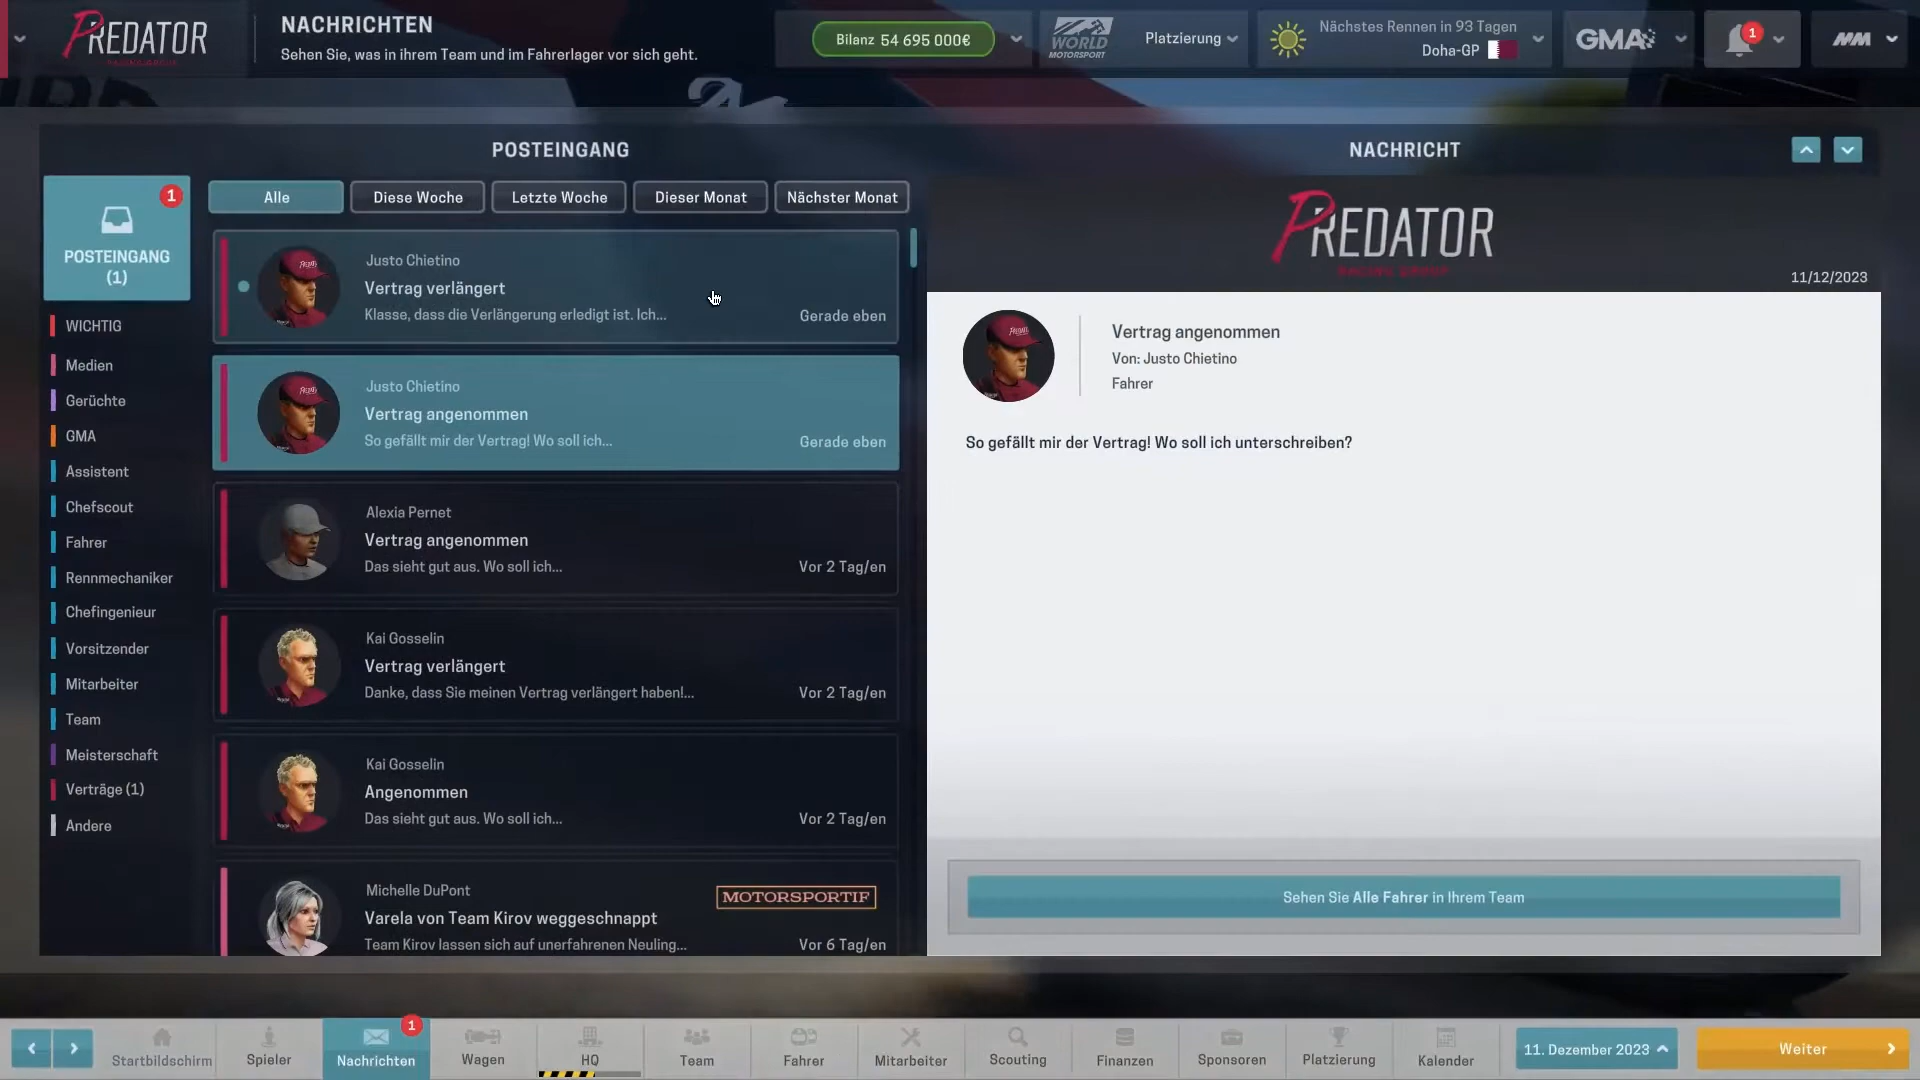 PREDATOR
RACING GROUP
NACHRICHTEN
Sehen Sie, was in ihrem Team und im Fahrerlager vor sich geht.
Bilanz 54 695 000€
WORLD
MOTORSPORT
Platzierung
Nächstes Rennen in 93 Tagen
Doha-GP
GMA
1
POSTEINGANG
NACHRICHT
1
POSTEINGANG
(1)
WICHTIG
Medien
Gerüchte
GMA
Assistent
Chefscout
Fahrer
Rennmechaniker
Chefingenieur
Vorsitzender
Mitarbeiter
Team
Meisterschaft
Verträge (1)
Andere
Alle
Diese Woche
Letzte Woche
Dieser Monat
Nächster Monat
Justo Chietino
Vertrag verlängert
Klasse, dass die Verlängerung erledigt ist. Ich...
Gerade eben
Justo Chietino
Vertrag angenommen
So gefällt mir der Vertrag! Wo soll ich...
Gerade eben
Alexia Pernet
Vertrag angenommen
Das sieht gut aus. Wo soll ich...
Vor 2 Tag/en
Kai Gosselin
Vertrag verlängert
Danke, dass Sie meinen Vertrag verlängert haben!...
Vor 2 Tag/en
Kai Gosselin
Angenommen
Das sieht gut aus. Wo soll ich...
Vor 2 Tag/en
Michelle DuPont
MOTORSPORTIF
Varela von Team Kirov weggeschnappt
Team Kirov lassen sich auf unerfahrenen Neuling...
Vor 6 Tag/en
PREDATOR
RACING GROUP
11/12/2023
Vertrag angenommen
Von: Justo Chietino
Fahrer
So gefällt mir der Vertrag! Wo soll ich unterschreiben?
Sehen Sie Alle Fahrer in Ihrem Team
Startbildschirm
Spieler
1
Nachrichten
Wagen
HQ
Team
Fahrer
Mitarbeiter
Scouting
Finanzen
Sponsoren
Platzierung
Kalender
11. Dezember 2023
Weiter